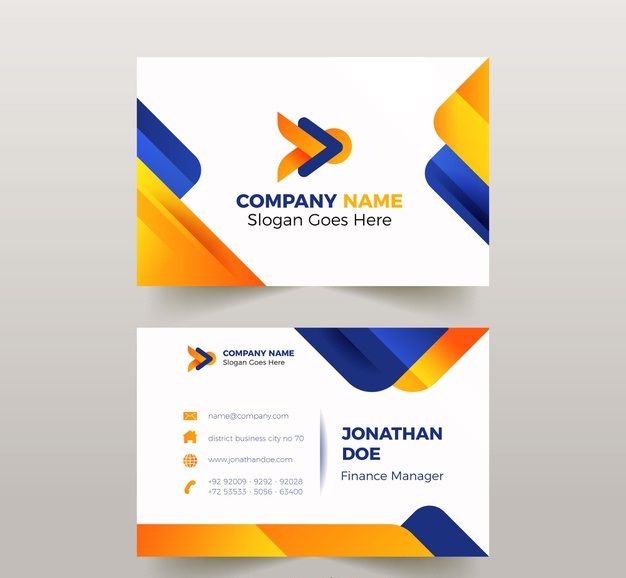 COMPANY NAME
Slogan Goes Here
COMPANY NAME
Slogan Goes Here
name@company.com
district business city no 70
www.jonathandoe.com
+92 92009 - 9292 - 92028
+72 53533 - 5056 - 63400
JONATHAN
DOE
Finance Manager